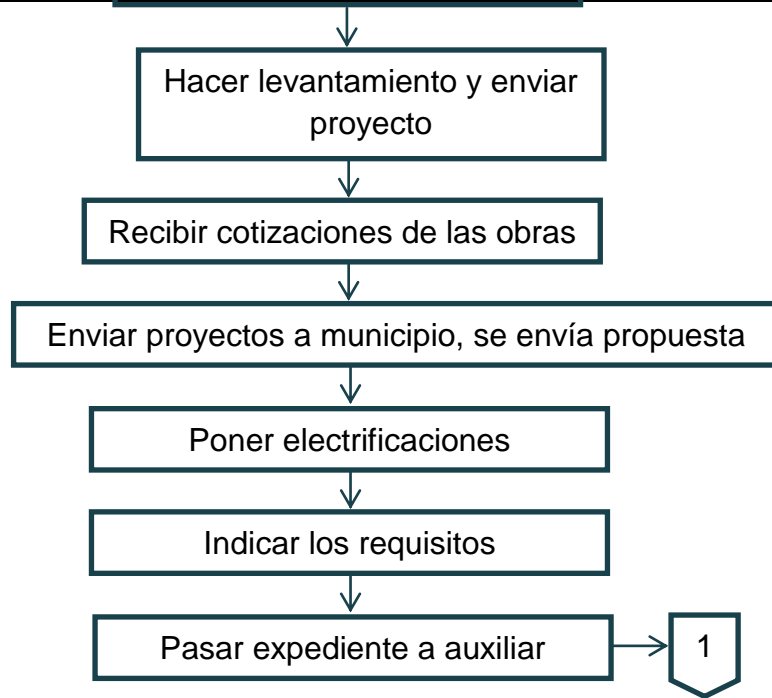 Hacer levantamiento y enviar
proyecto
Recibir cotizaciones de las obras
Enviar proyectos a municipio, se envía propuesta
Poner electrificaciones
Indicar los requisitos
Pasar expediente a auxiliar
1